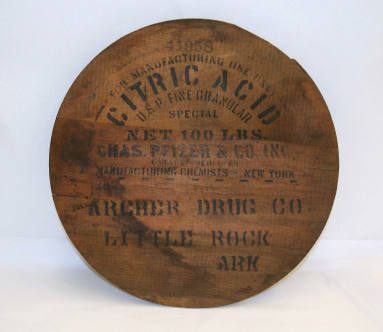 41958
FOR MANUFACTURING USE ONLY
CITRIC ACID
U.S.P. FINE GRANULAR
SPECIAL
NET 100 LBS.
CHAS. PFIZER & CO. INC.
MANUFACTURING CHEMISTS NEW YORK
ARCHER DRUG CO
LITTLE ROCK
ARK